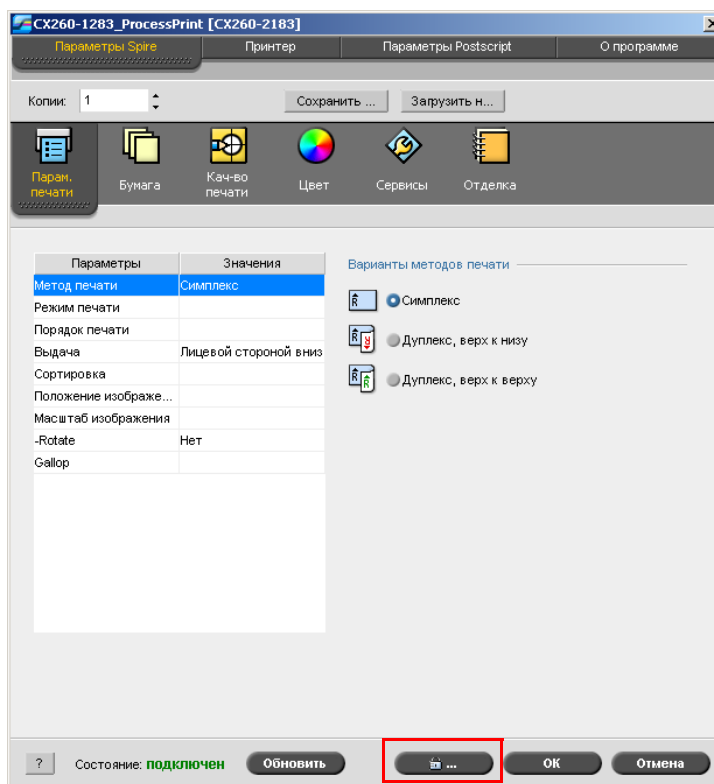 CX260-1283_ProcessPrint [CX260-2183]
Параметры Spire Принтер Параметры Postscript О программе
Копии: 1 Сохранить ... Загрузить н...
Парам. печати Бумага Кач-во печати Цвет Сервисы Отделка
Параметры Значения
Варианты методов печати
Метод печати Симплекс
Симплекс
Режим печати
Порядок печати
Дуплекс, верх к низу
Выдача Лицевой стороной вниз
Сортировка
Дуплекс, верх к верху
Положение изображе...
Масштаб изображения
-Rotate Нет
Gallop
? Состояние: подключен Обновить ... ОК Отмена